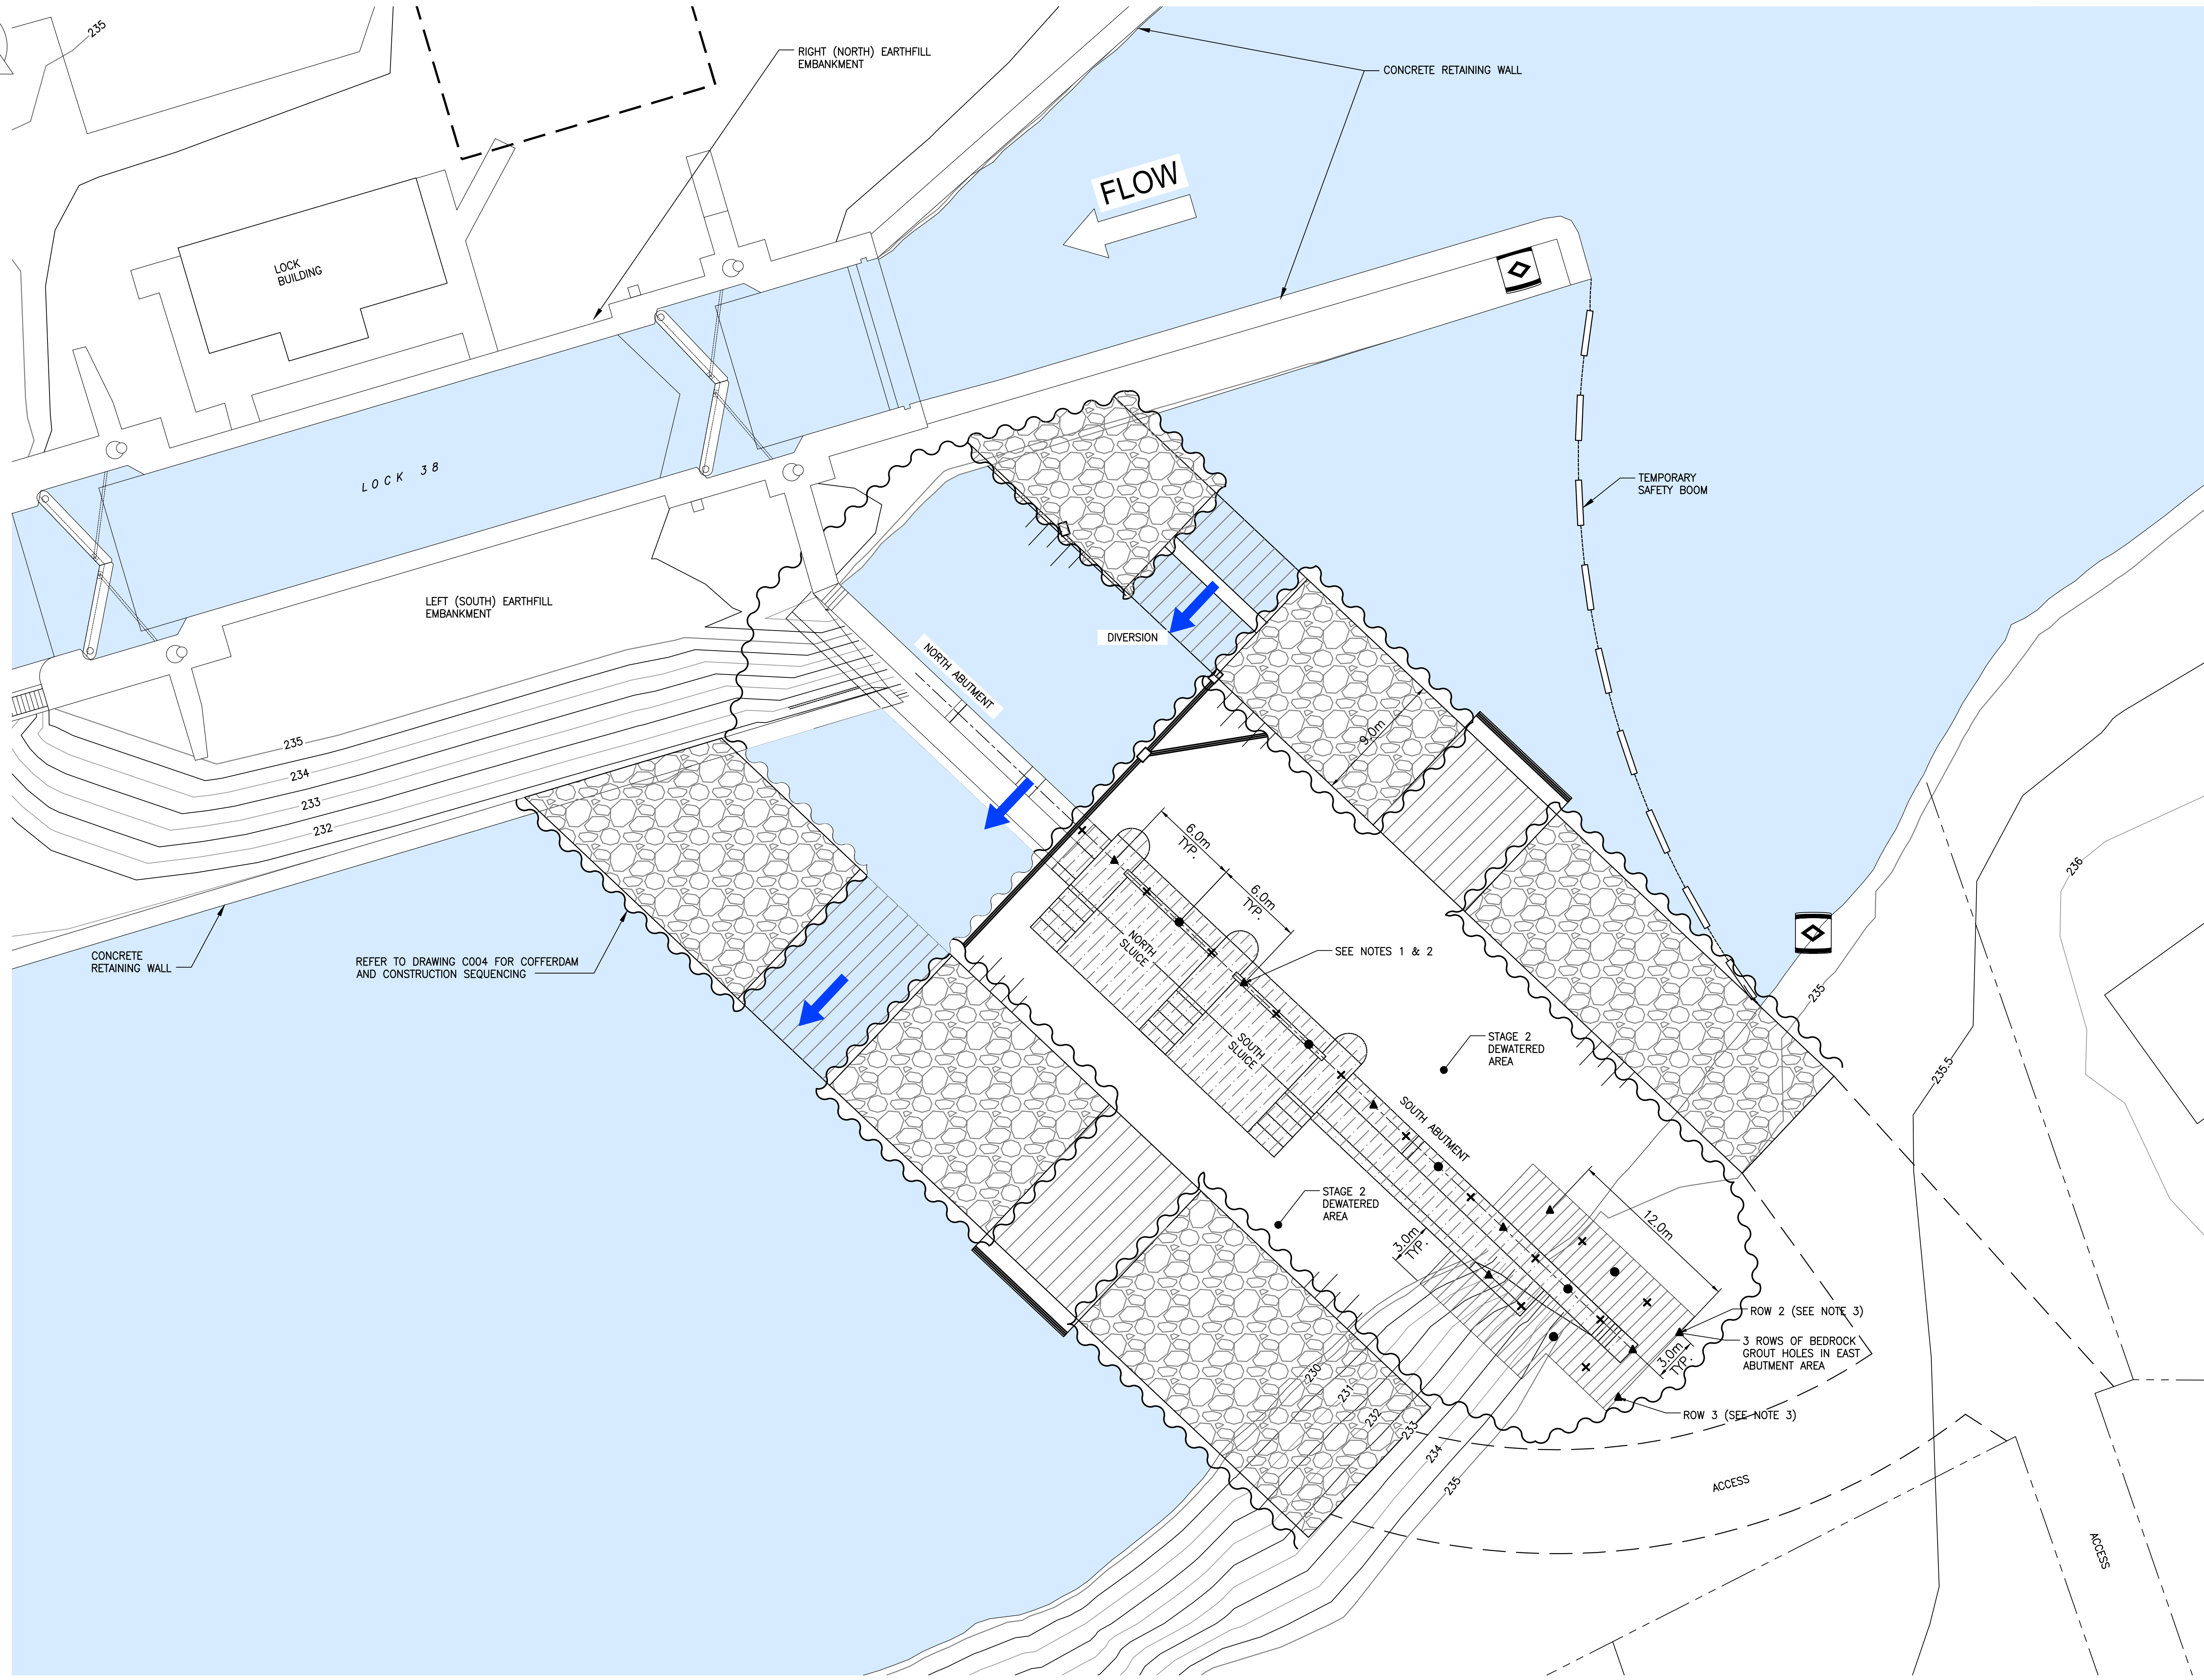 235
RIGHT (NORTH) EARTHFILL
EMBANKMENT
CONCRETE RETAINING WALL
FLOW
LOCK
BUILDING
LOCK 38
TEMPORARY
SAFETY BOOM
LEFT (SOUTH) EARTHFILL
EMBANKMENT
DIVERSION
NORTH ABUTMENT
235
234
233
232
9.0m
6.0m
TYP.
6.0m
TYP.
236
CONCRETE
RETAINING WALL
REFER TO DRAWING C004 FOR COFFERDAM
AND CONSTRUCTION SEQUENCING
NORTH
SLUICE
SEE NOTES 1 & 2
235
SOUTH
SLUICE
STAGE 2
DEWATERED
AREA
235.5
SOUTH ABUTMENT
STAGE 2
DEWATERED
AREA
12.0m
3.0m
TYP.
ROW 2 (SEE NOTE 3)
3 ROWS OF BEDROCK
GROUT HOLES IN EAST
ABUTMENT AREA
3.0m
TYP.
230
231
232
233
234
235
ROW 3 (SEE NOTE 3)
ACCESS
ACCESS